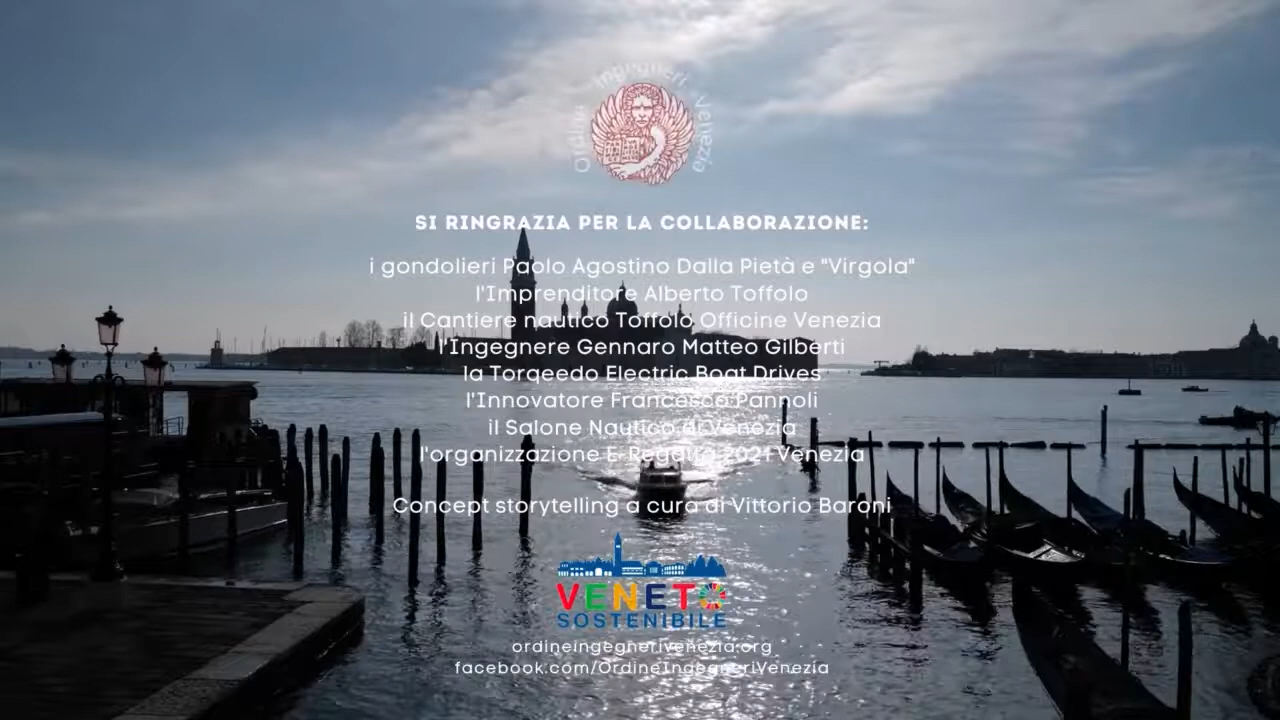 Ordine Ingegneri Venezia
SI RINGRAZIA PER LA COLLABORAZIONE:
i gondolieri Paolo Agostino Dalla Pietà e "Virgola"
l'Imprenditore Alberto Toffolo
il Cantiere nautico Toffolo Officine Venezia
l'Ingegnere Gennaro Matteo Gilberti
la Torqeedo Electric Boat Drives
l'Innovatore Francesco Pannoli
il Salone Nautico di Venezia
l'organizzazione E-Regatta 2021 Venezia
Concept storytelling a cura di Vittorio Baroni
VENETO
SOSTENIBILE
ordineingegnerivenezia.org
facebook.com/OrdineIngegneriVenezia